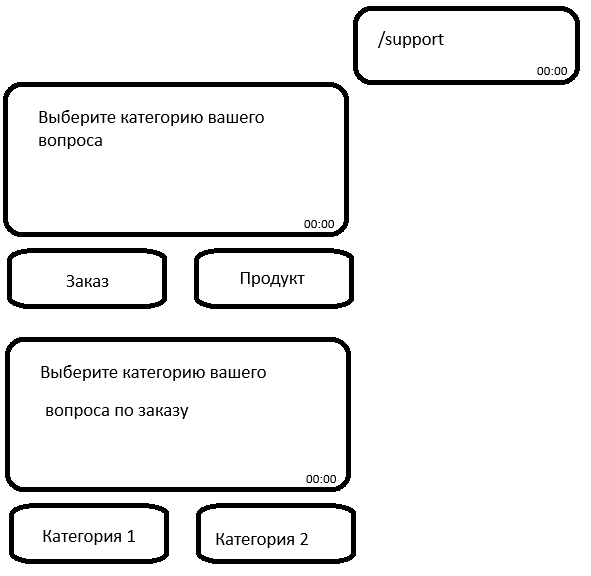 /support
00:00
Выберите категорию вашего
вопроса
00:00
Заказ
Продукт
Выберите категорию вашего
вопроса по заказу
00:00
Категория 1
Категория 2